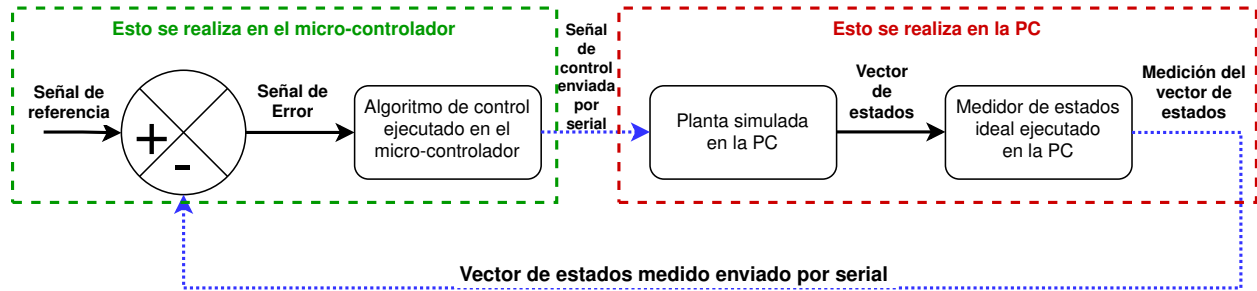 Esto se realiza en el micro-controlador
Señal de
referencia
+
-
Señal de
Error
Algoritmo de control
ejecutado en el
micro-controlador
Señal
de
control
enviada
por
serial
Esto se realiza en la PC
Planta simulada
en la PC
Vector
de
estados
Medidor de estados
ideal ejecutado
en la PC
Medición del
vector de
estados
Vector de estados medido enviado por serial